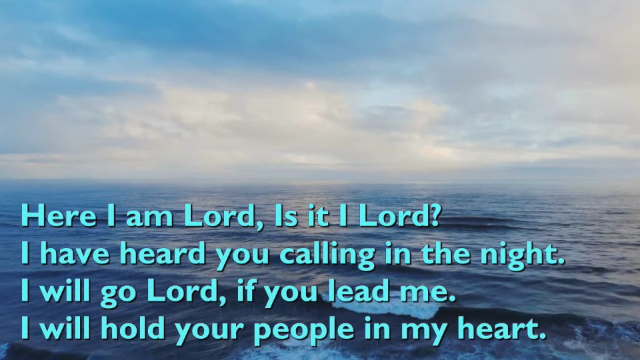 Here I am Lord, Is it I Lord?
I have heard you calling in the night.
I will go Lord, if you lead me.
I will hold your people in my heart.